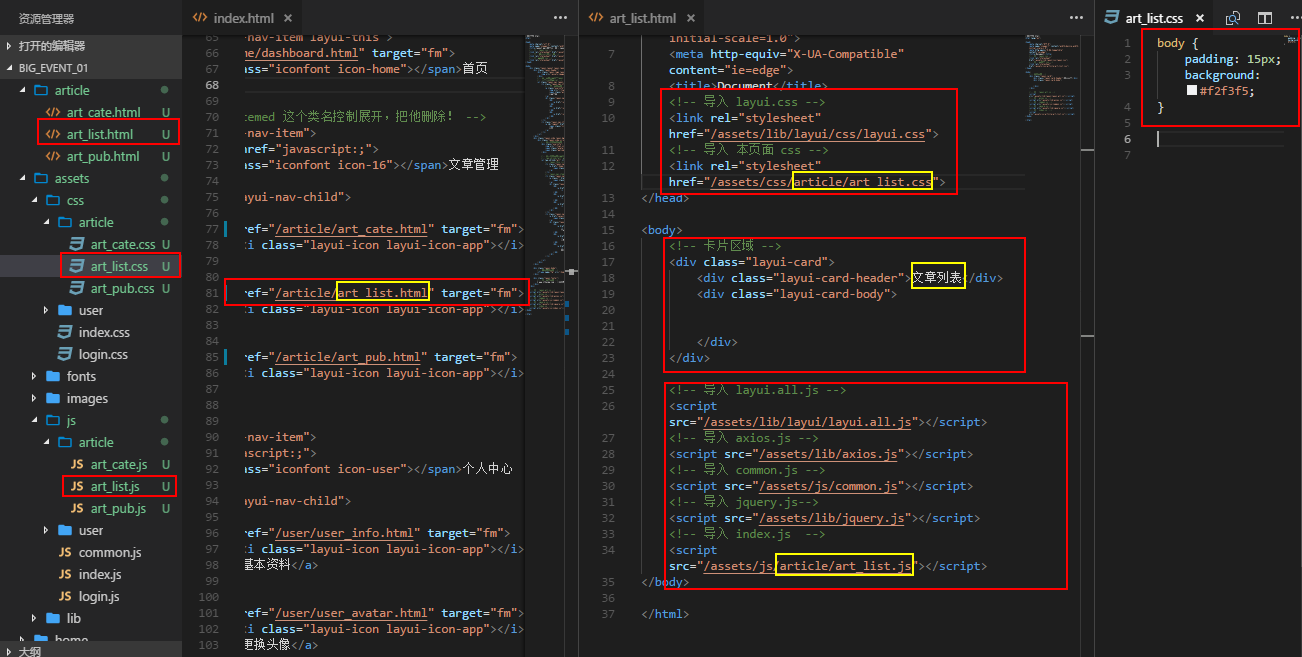 资源管理器
打开的编辑器
BIG_EVENT_01
article
art_cate.html U
art_list.html U
art_pub.html U
assets
css
article
art_cate.css U
art_list.css U
art_pub.css U
user
index.css
login.css
fonts
images
js
article
JS art_cate.js U
JS art_list.js U
JS art_pub.js U
user
JS common.js
JS index.js
JS login.js
lib
home
大纲
index.html ×
65 -nav-item layui-this">
66 me/dashboard.html" target="fm">
67 ass="iconfont icon-home"></span>首页
68
69
70 temed 这个类名控制展开，把他删除！ -->
71 -nav-item">
72 href="javascript:;">
73 ass="iconfont icon-16"></span>文章管理
74
75 ayui-nav-child">
76
77 ref="/article/art_cate.html" target="fm">
78 <i class="layui-icon layui-icon-app"></i>
79
80
81 ref="/article/art_list.html" target="fm">
82 <i class="layui-icon layui-icon-app"></i>
83
84
85 ref="/article/art_pub.html" target="fm">
86 <i class="layui-icon layui-icon-app"></i>
87
88
89
90 -nav-item">
91 ascript:;">
92 ass="iconfont icon-user"></span>个人中心
93
94 ayui-nav-child">
95
96 ref="/user/user_info.html" target="fm">
97 <i class="layui-icon layui-icon-app"></i>
98 基本资料</a>
99
100
101 ref="/user/user_avatar.html" target="fm">
102 <i class="layui-icon layui-icon-app"></i>
103 更换头像</a>
art_list.html ×
initial-scale=1.0">
7 <meta http-equiv="X-UA-Compatible"
content="ie=edge">
8 <title>Document</title>
9 <!-- 导入 layui.css -->
10 <link rel="stylesheet"
href="/assets/lib/layui/css/layui.css">
11 <!-- 导入 本页面 css -->
12 <link rel="stylesheet"
href="/assets/css/article/art_list.css">
13 </head>
14
15 <body>
16 <!-- 卡片区域 -->
17 <div class="layui-card">
18 <div class="layui-card-header">文章列表</div>
19 <div class="layui-card-body">
20
21
22 </div>
23 </div>
24
25 <!-- 导入 layui.all.js -->
26 <script
src="/assets/lib/layui/layui.all.js"></script>
27 <!-- 导入 axios.js -->
28 <script src="/assets/lib/axios.js"></script>
29 <!-- 导入 common.js -->
30 <script src="/assets/js/common.js"></script>
31 <!-- 导入 jquery.js-->
32 <script src="/assets/lib/jquery.js"></script>
33 <!-- 导入 index.js -->
34 <script
src="/assets/js/article/art_list.js"></script>
35 </body>
36
37 </html>
art_list.css ×
1 body {
2 padding: 15px;
3 background:
#f2f3f5;
4 }
5
6
7